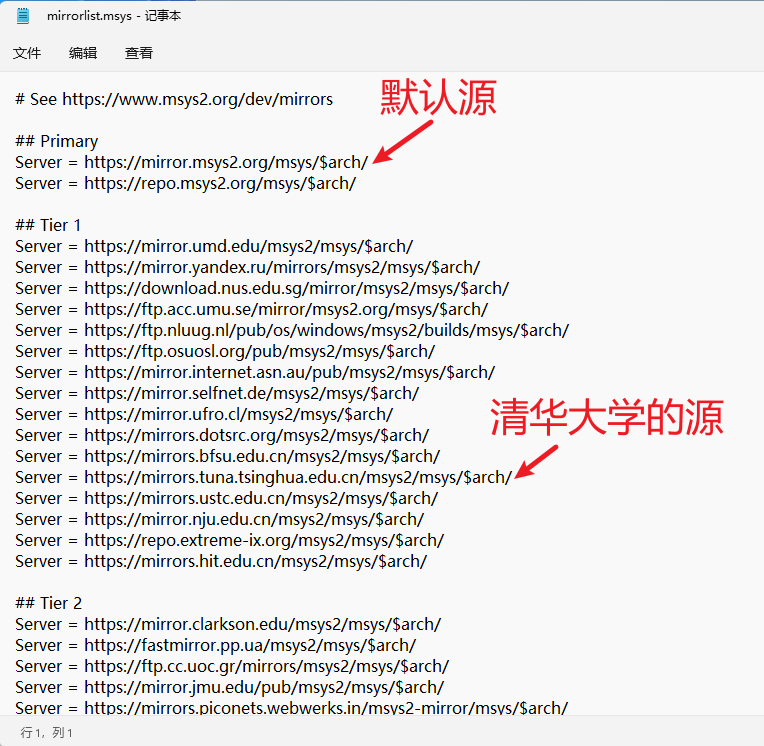 mirrorlist.msys - 记事本
文件 编辑 查看
# See https://www.msys2.org/dev/mirrors
默认源
## Primary
Server = https://mirror.msys2.org/msys/$arch/
Server = https://repo.msys2.org/msys/$arch/
## Tier 1
Server = https://mirror.umd.edu/msys2/msys/$arch/
Server = https://mirror.yandex.ru/mirrors/msys2/msys/$arch/
Server = https://download.nus.edu.sg/mirror/msys2/msys/$arch/
Server = https://ftp.acc.umu.se/mirror/msys2.org/msys/$arch/
Server = https://ftp.nluug.nl/pub/os/windows/msys2/builds/msys/$arch/
Server = https://ftp.osuosl.org/pub/msys2/msys/$arch/
Server = https://mirror.internet.asn.au/pub/msys2/msys/$arch/
Server = https://mirror.selfnet.de/msys2/msys/$arch/
Server = https://mirror.ufro.cl/msys2/msys/$arch/
Server = https://mirrors.dotsrc.org/msys2/msys/$arch/
清华大学的源
Server = https://mirrors.bfsu.edu.cn/msys2/msys/$arch/
Server = https://mirrors.tuna.tsinghua.edu.cn/msys2/msys/$arch/
Server = https://mirrors.ustc.edu.cn/msys2/msys/$arch/
Server = https://mirror.nju.edu.cn/msys2/msys/$arch/
Server = https://repo.extreme-ix.org/msys2/msys/$arch/
Server = https://mirrors.hit.edu.cn/msys2/msys/$arch/
## Tier 2
Server = https://mirror.clarkson.edu/msys2/msys/$arch/
Server = https://fastmirror.pp.ua/msys2/msys/$arch/
Server = https://ftp.cc.uoc.gr/mirrors/msys2/msys/$arch/
Server = https://mirror.jmu.edu/pub/msys2/msys/$arch/
Server = https://mirrors.piconets.webwerks.in/msys2-mirror/msys/$arch/
行 1, 列 1